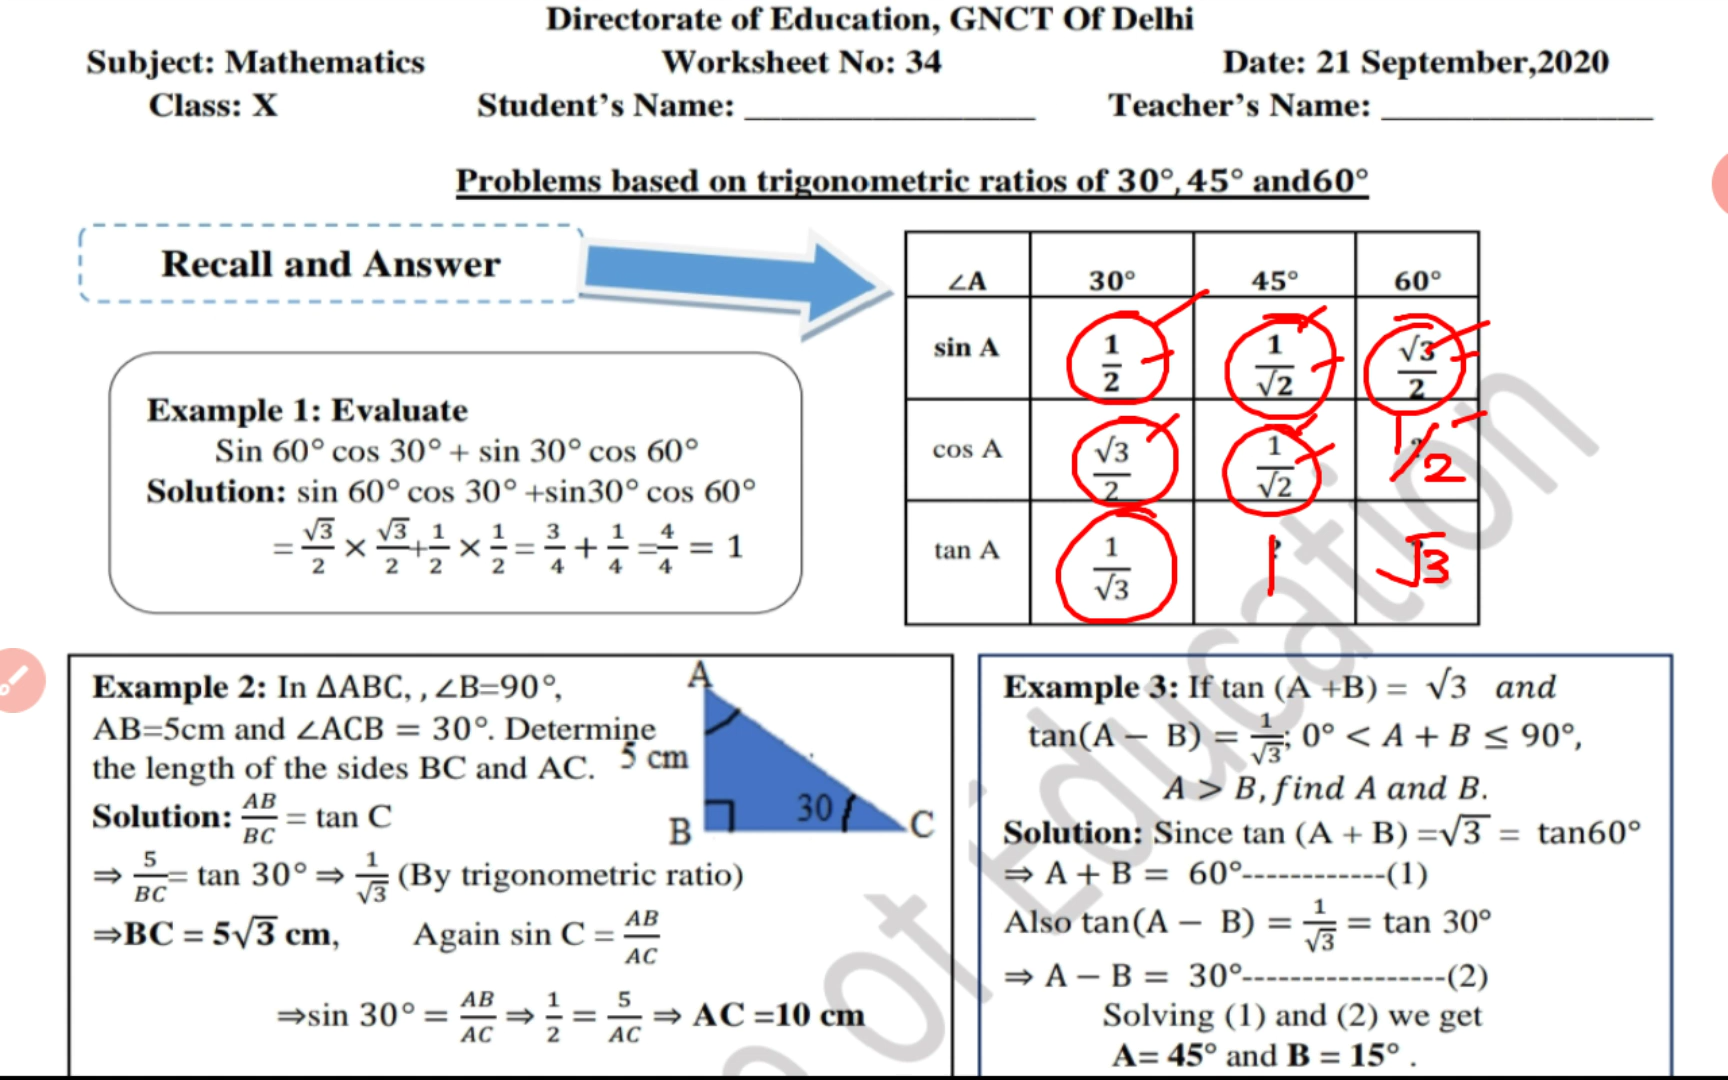 Directorate of Education, GNCT Of Delhi
Subject: Mathematics Worksheet No: 34 Date: 21 September,2020
Class: X Student’s Name: ________________ Teacher’s Name: _______________
Problems based on trigonometric ratios of 30°,45° and60°
Recall and Answer
∠A 30° 45° 60°
sin A 1/2 1/√2 √3/2
cos A √3/2 1/√2 1/2
tan A 1/√3 1 √3
Example 1: Evaluate
Sin 60° cos 30° + sin 30° cos 60°
Solution: sin 60° cos 30° +sin30° cos 60°
= √3/2 × √3/2 + 1/2 × 1/2 = 3/4 + 1/4 = 4/4 = 1
Example 2: In ΔABC, , ∠B=90°,
AB=5cm and ∠ACB = 30°. Determine
the length of the sides BC and AC.
Solution: AB/BC = tan C
⇒ 5/BC = tan 30° ⇒ 1/√3 (By trigonometric ratio)
⇒BC = 5√3 cm, Again sin C = AB/AC
⇒sin 30° = AB/AC ⇒ 1/2 = 5/AC ⇒ AC =10 cm
A
5 cm
B 30 C
Example 3: If tan (A +B) = √3 and
tan(A − B) = 1/√3; 0° < A + B ≤ 90°,
A > B, find A and B.
Solution: Since tan (A + B) =√3 = tan60°
⇒ A + B = 60°------------(1)
Also tan(A − B) = 1/√3 = tan 30°
⇒ A − B = 30°-----------------(2)
Solving (1) and (2) we get
A= 45° and B = 15° .
of Education